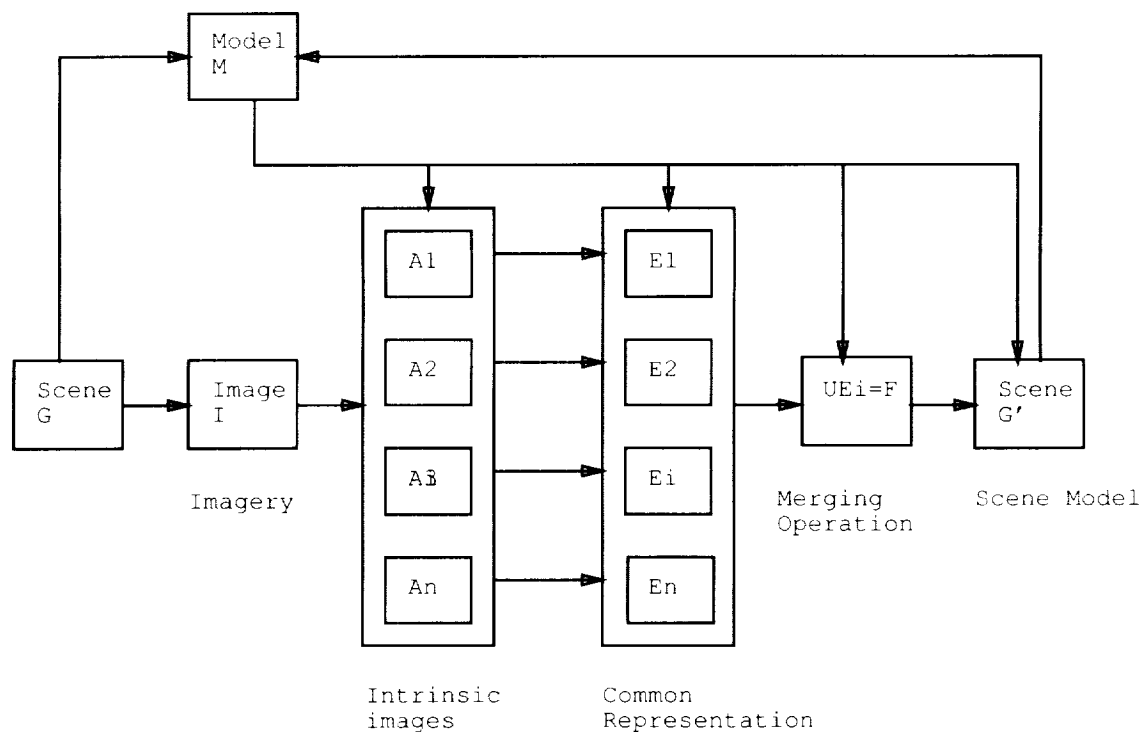 Model
M
A1
E1
A2
E2
Scene
G
Image
I
UEi=F
Scene
G'
Ei
Imagery
Merging
Operation
Scene Model
An
En
Intrinsic
images
Common
Representation